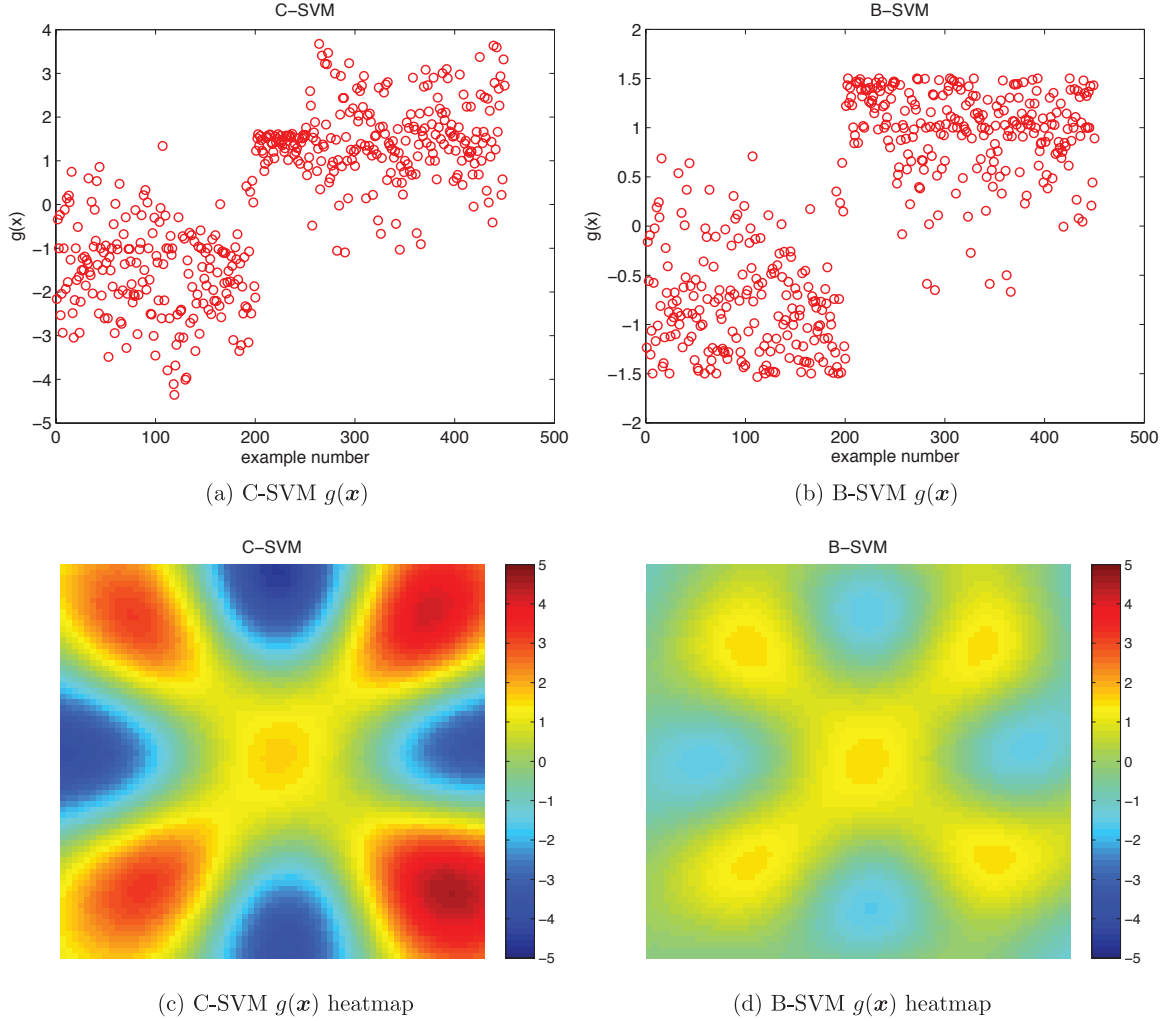 C−SVM
4
3
2
1
0
−1
−2
−3
−4
−5
g(x)
0 100 200 300 400 500
example number
(a) C-SVM g(x)
B−SVM
2
1.5
1
0.5
0
−0.5
−1
−1.5
−2
g(x)
0 100 200 300 400 500
example number
(b) B-SVM g(x)
C−SVM
5
4
3
2
1
0
−1
−2
−3
−4
−5
(c) C-SVM g(x) heatmap
B−SVM
5
4
3
2
1
0
−1
−2
−3
−4
−5
(d) B-SVM g(x) heatmap